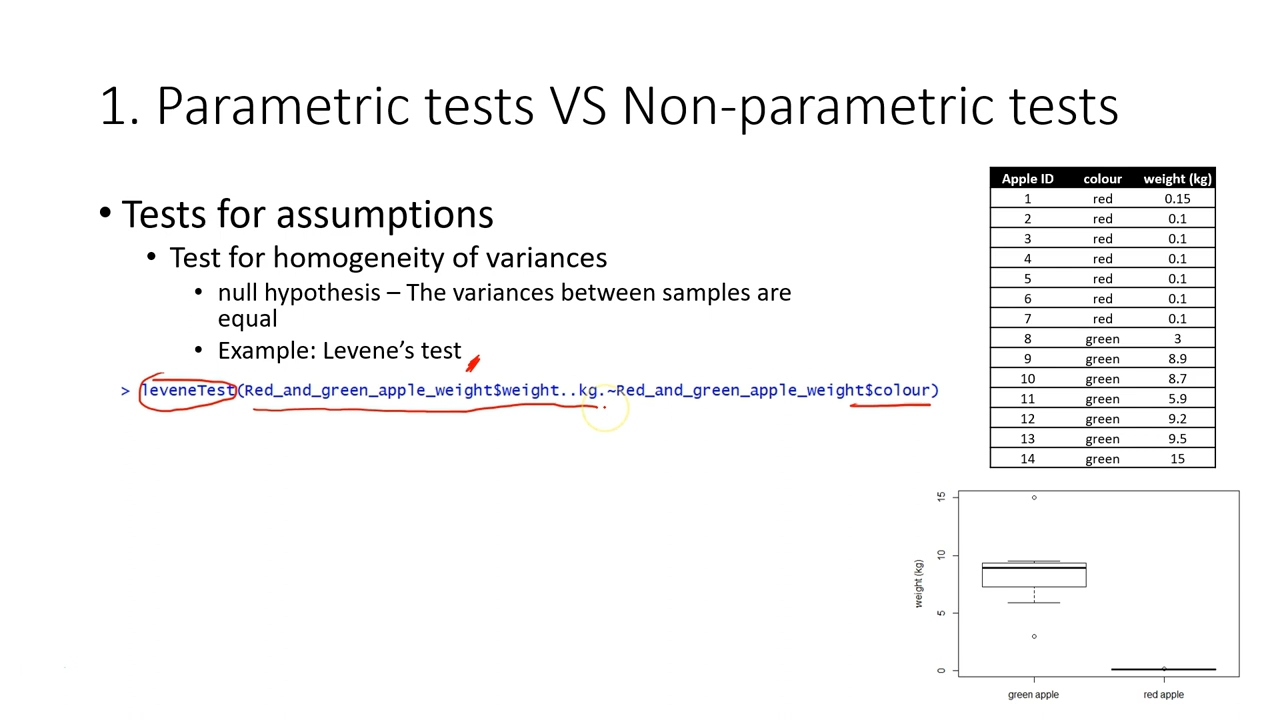 1. Parametric tests VS Non-parametric tests
• Tests for assumptions
• Test for homogeneity of variances
• null hypothesis – The variances between samples are
equal
• Example: Levene’s test
> leveneTest(Red_and_green_apple_weight$weight..kg.~Red_and_green_apple_weight$colour)
Apple ID colour weight (kg)
1 red 0.15
2 red 0.1
3 red 0.1
4 red 0.1
5 red 0.1
6 red 0.1
7 red 0.1
8 green 3
9 green 8.9
10 green 8.7
11 green 5.9
12 green 9.2
13 green 9.5
14 green 15
weight (kg)
15
10
5
0
green apple red apple